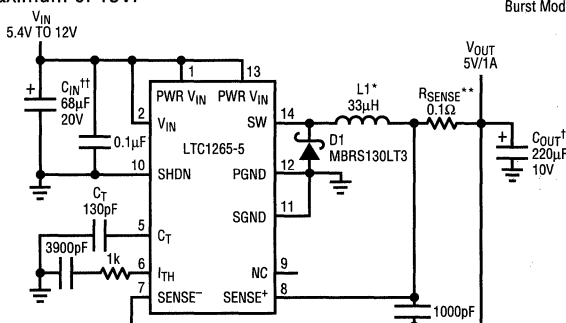 Burst Mod
V_IN
5.4V TO 12V
V_OUT
5V/1A
1
13
C_IN††
68µF
20V
+
PWR V_IN
PWR V_IN
L1*
33µH
R_SENSE**
0.1Ω
2
V_IN
SW
14
0.1µF
LTC1265-5
D1
MBRS130LT3
+
C_OUT†
220µF
10V
10
SHDN
PGND
12
C_T
130pF
SGND
11
5
C_T
3900pF
1k
6
I_TH
NC
9
7
SENSE⁻
SENSE⁺
8
1000pF